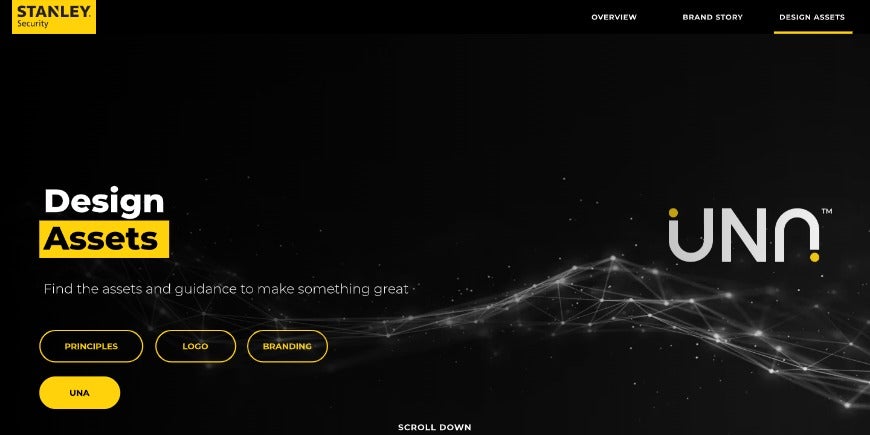 STANLEY.
Security
OVERVIEW
BRAND STORY
DESIGN ASSETS
Design
Assets
UNA™
Find the assets and guidance to make something great
PRINCIPLES
LOGO
BRANDING
UNA
SCROLL DOWN